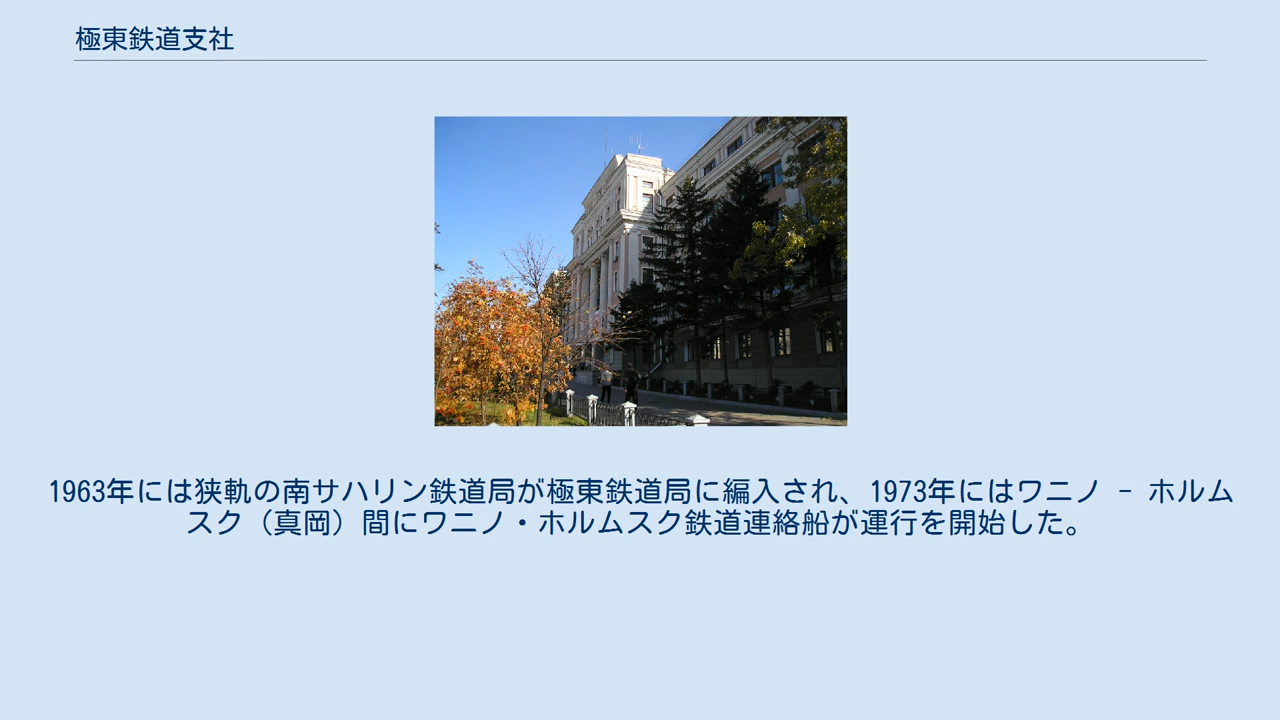 極東鉄道支社
1963年には狭軌の南サハリン鉄道局が極東鉄道局に編入され、1973年にはワニノ － ホルム
スク（真岡）間にワニノ・ホルムスク鉄道連絡船が運行を開始した。